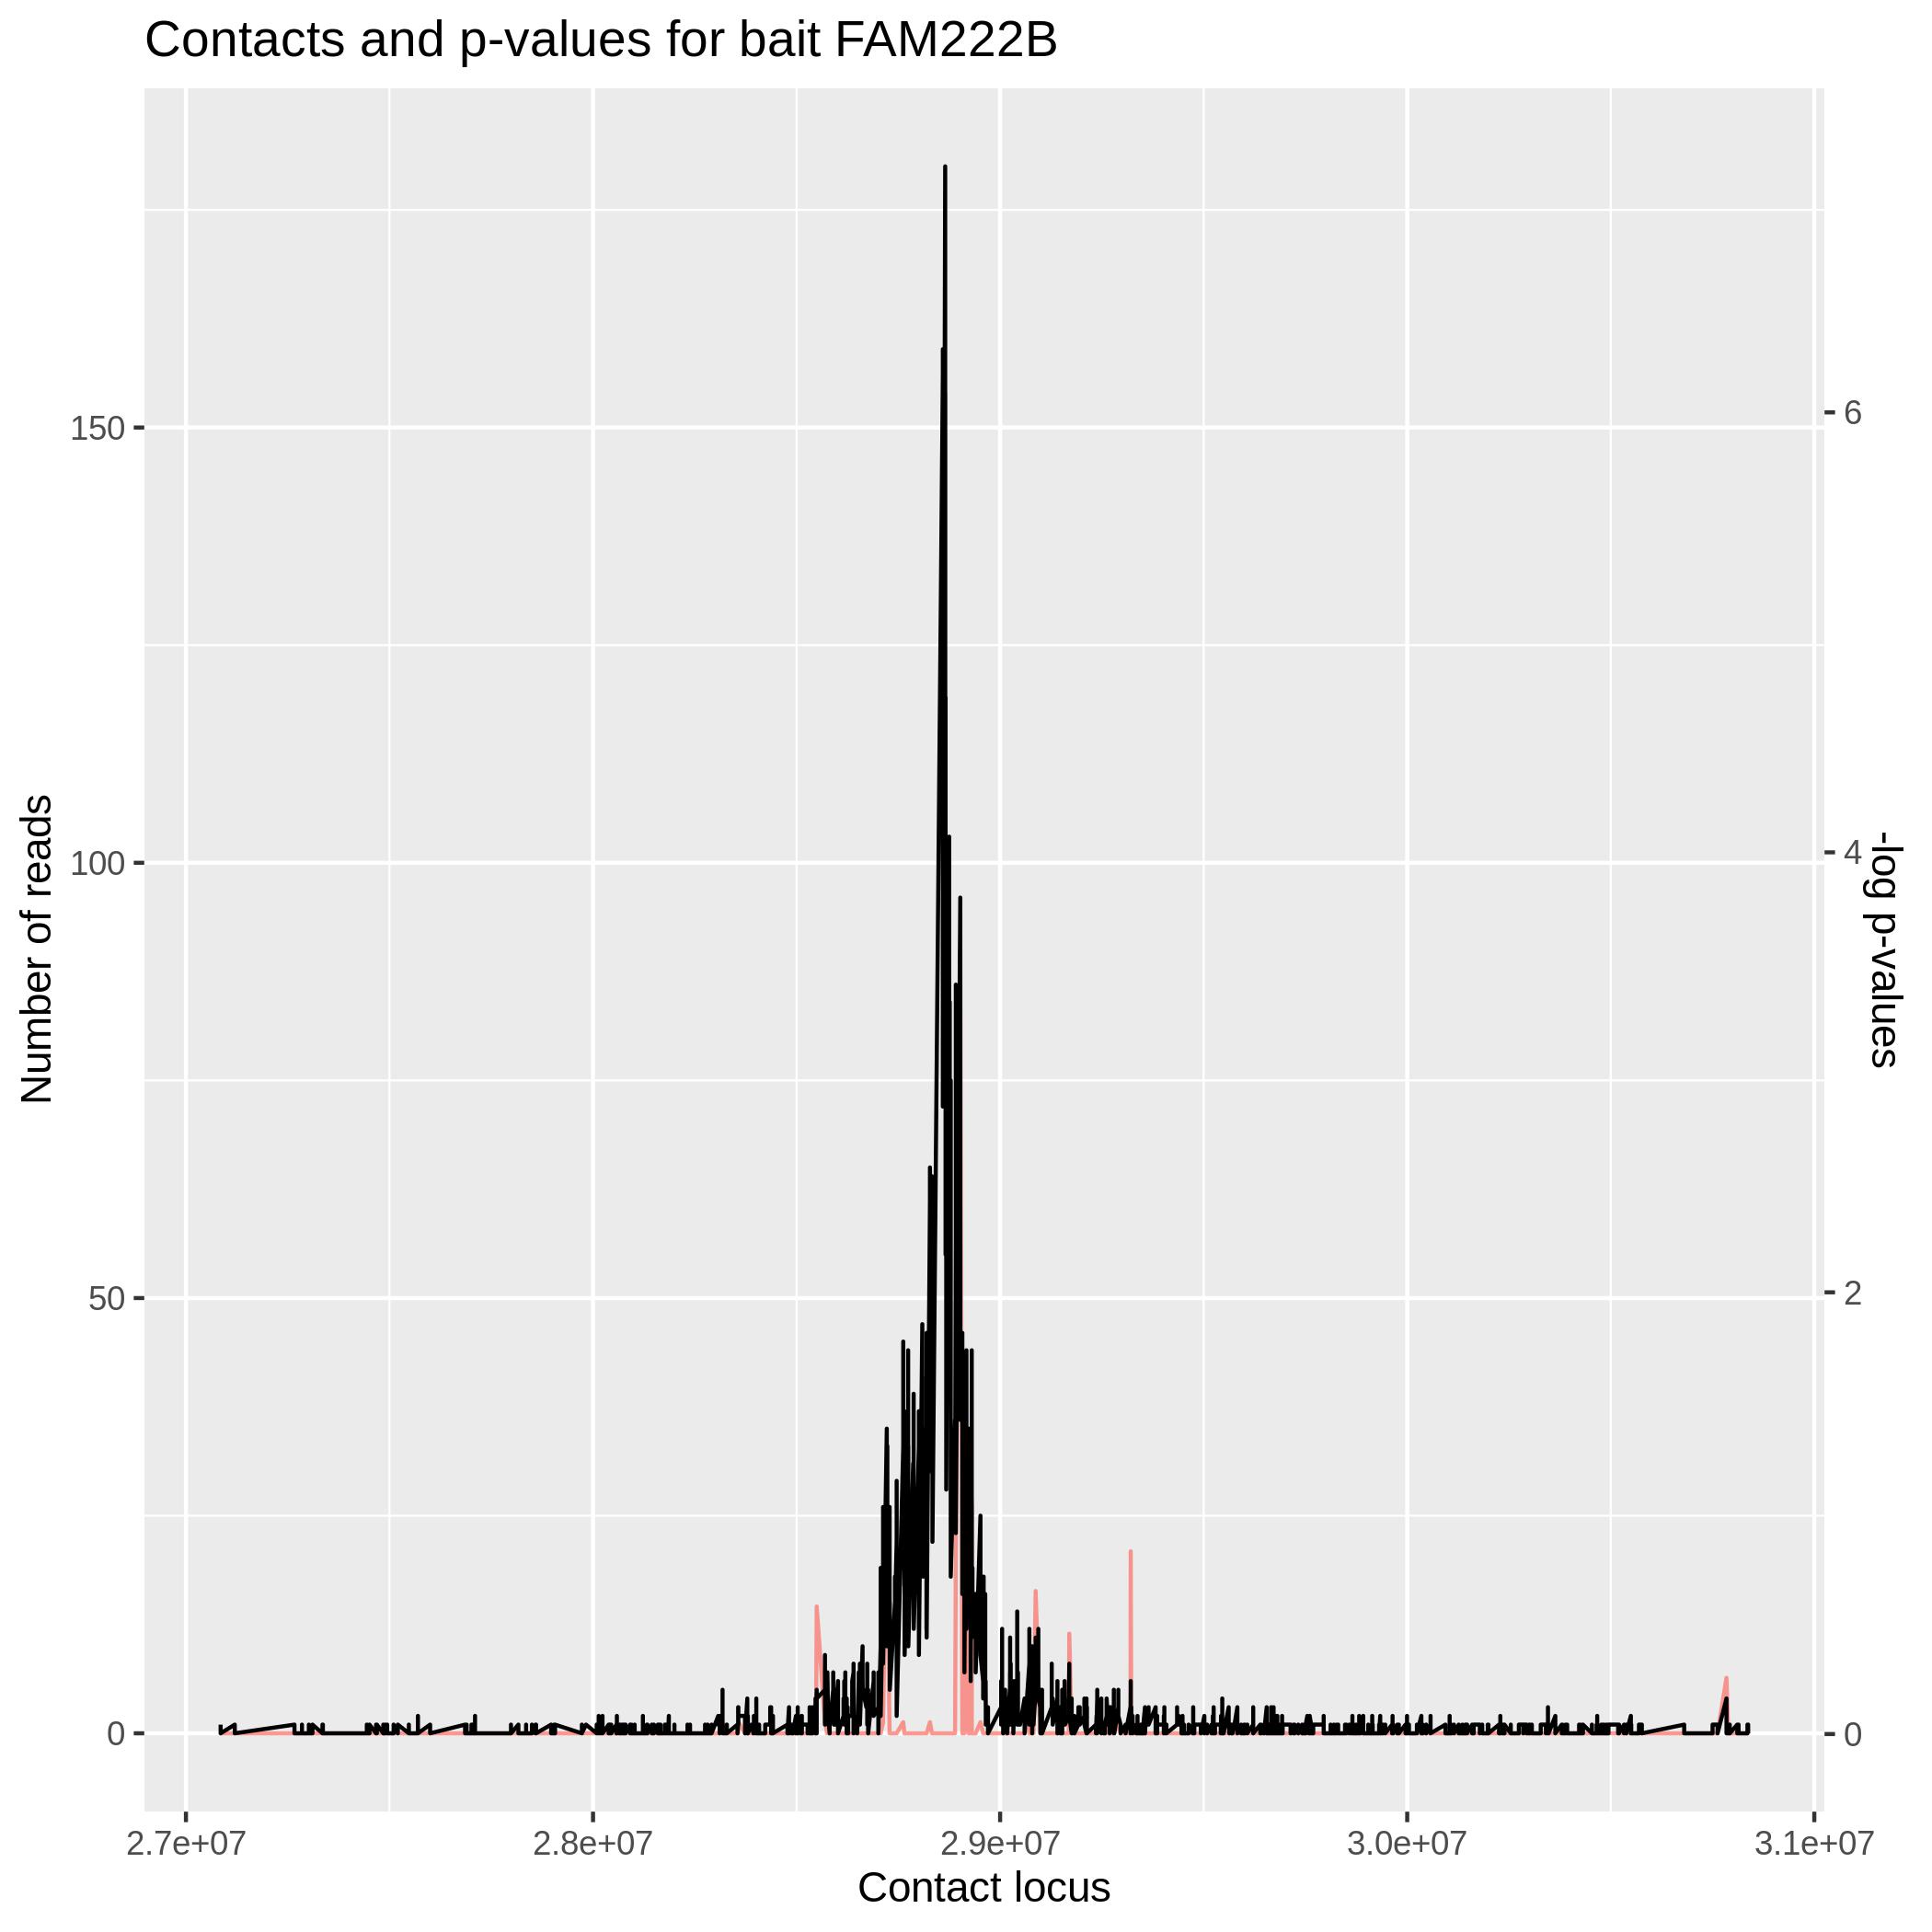 Contacts and p-values for bait FAM222B
Number of reads
150
100
50
0
6
4
2
0
-log p-values
2.7e+07
2.8e+07
2.9e+07
3.0e+07
3.1e+07
Contact locus